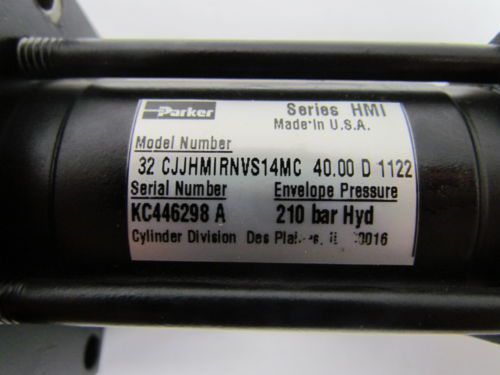 Parker Series HMI
Made in U.S.A.
Model Number
32 CJJHMIRNVS14MC 40.00 D 1122
Serial Number Envelope Pressure
KC446298 A 210 bar Hyd
Cylinder Division Des